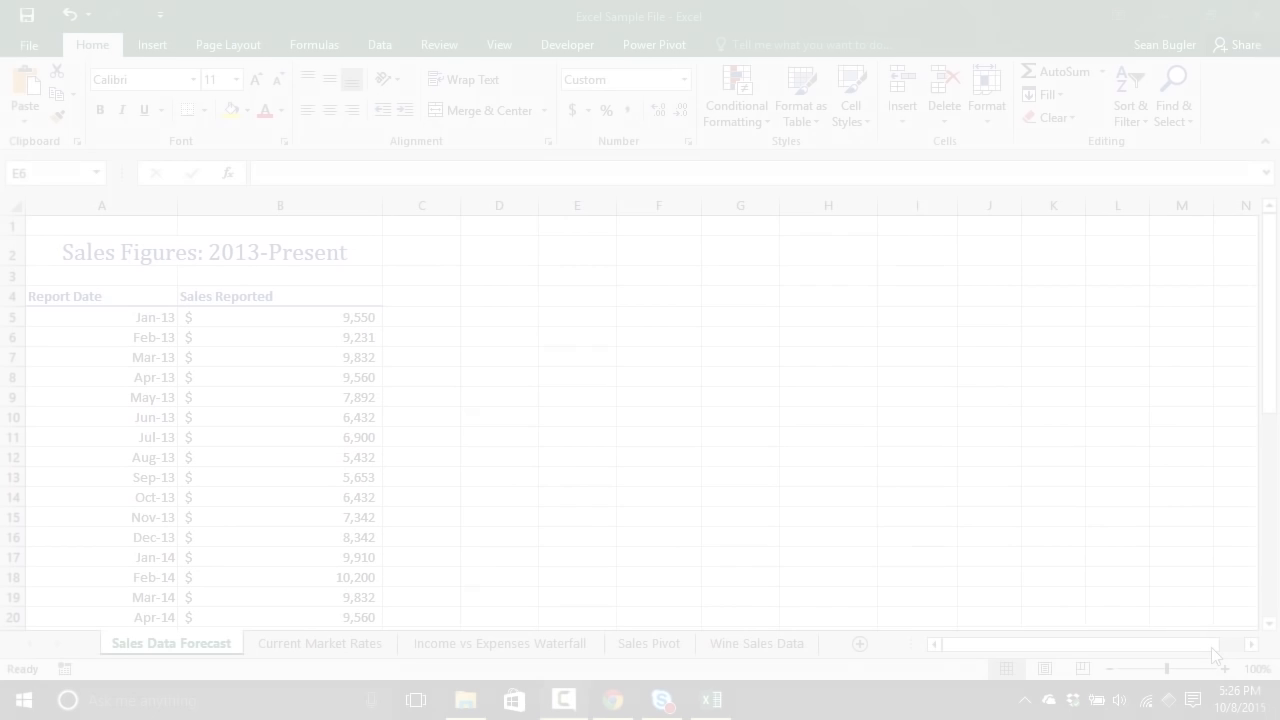 Excel Sample File - Excel
File Home Insert Page Layout Formulas Data Review View Developer Power Pivot Tell me what you want to do... Sean Bugler Share
Calibri 11 Wrap Text Custom AutoSum
Paste Merge & Center $ % , Conditional Formatting Format as Table Cell Styles Insert Delete Format Fill Sort & Filter Find & Select
Clear
Clipboard Font Alignment Number Styles Cells Editing
E6 fx
A B C D E F G H I J K L M N
1
2 Sales Figures: 2013-Present
3
4 Report Date Sales Reported
5 Jan-13 $ 9,550
6 Feb-13 $ 9,231
7 Mar-13 $ 9,832
8 Apr-13 $ 9,560
9 May-13 $ 7,892
10 Jun-13 $ 6,432
11 Jul-13 $ 6,900
12 Aug-13 $ 5,432
13 Sep-13 $ 5,653
14 Oct-13 $ 6,432
15 Nov-13 $ 7,342
16 Dec-13 $ 8,342
17 Jan-14 $ 9,910
18 Feb-14 $ 10,200
19 Mar-14 $ 9,832
20 Apr-14 $ 9,560
Sales Data Forecast Current Market Rates Income vs Expenses Waterfall Sales Pivot Wine Sales Data
Ready 100%
Ask me anything 5:26 PM
10/8/2015